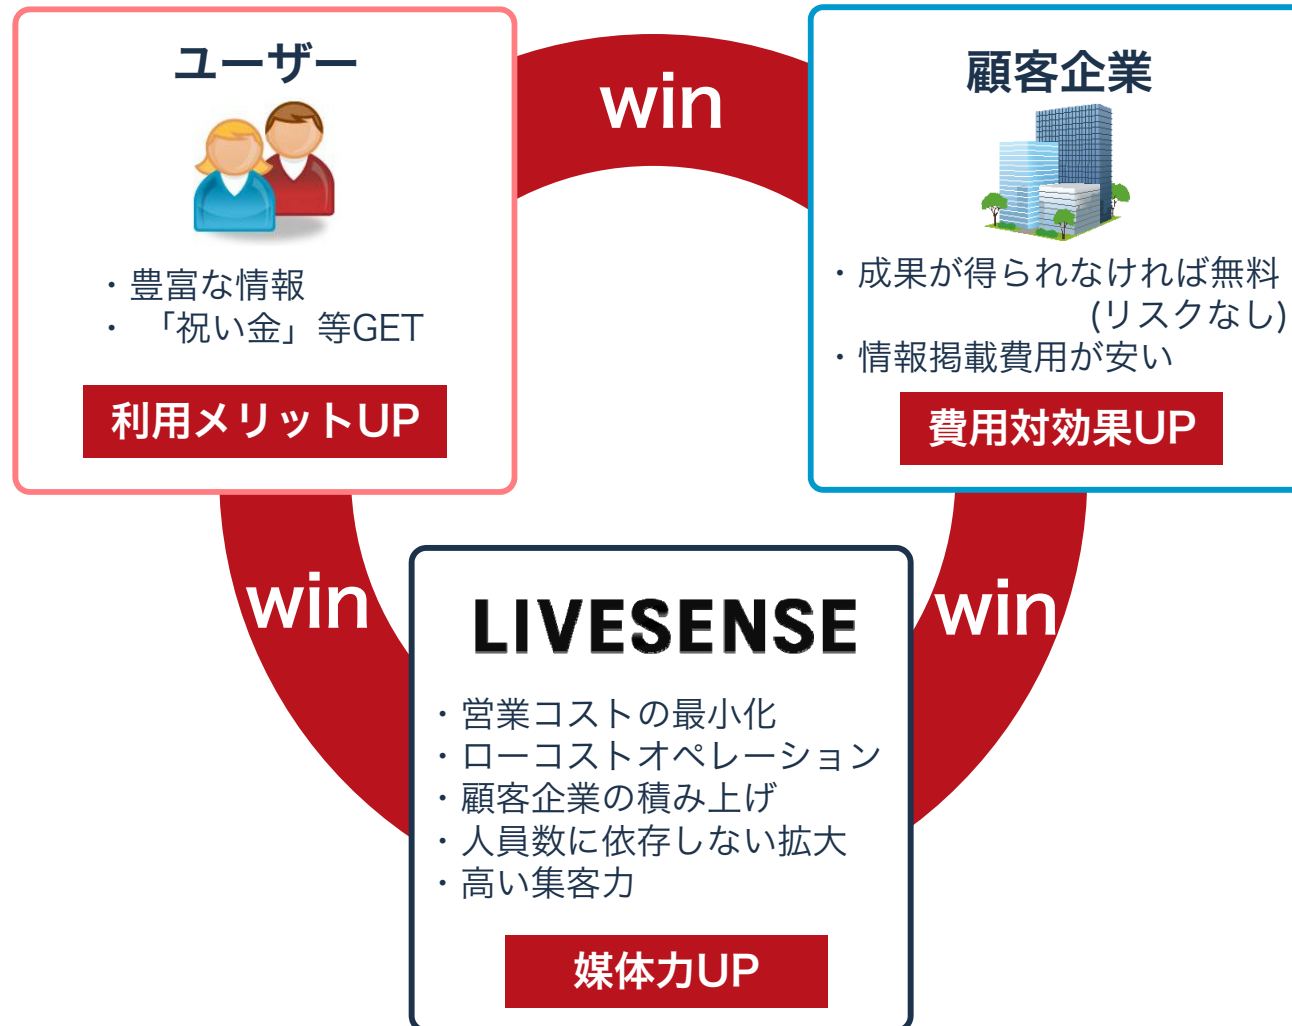 ユーザー
・豊富な情報
・「祝い金」等GET
利用メリットUP
win
顧客企業
・成果が得られなければ無料
(リスクなし)
・情報掲載費用が安い
費用対効果UP
win
win
LIVESENSE
・営業コストの最小化
・ローコストオペレーション
・顧客企業の積み上げ
・人員数に依存しない拡大
・高い集客力
媒体力UP